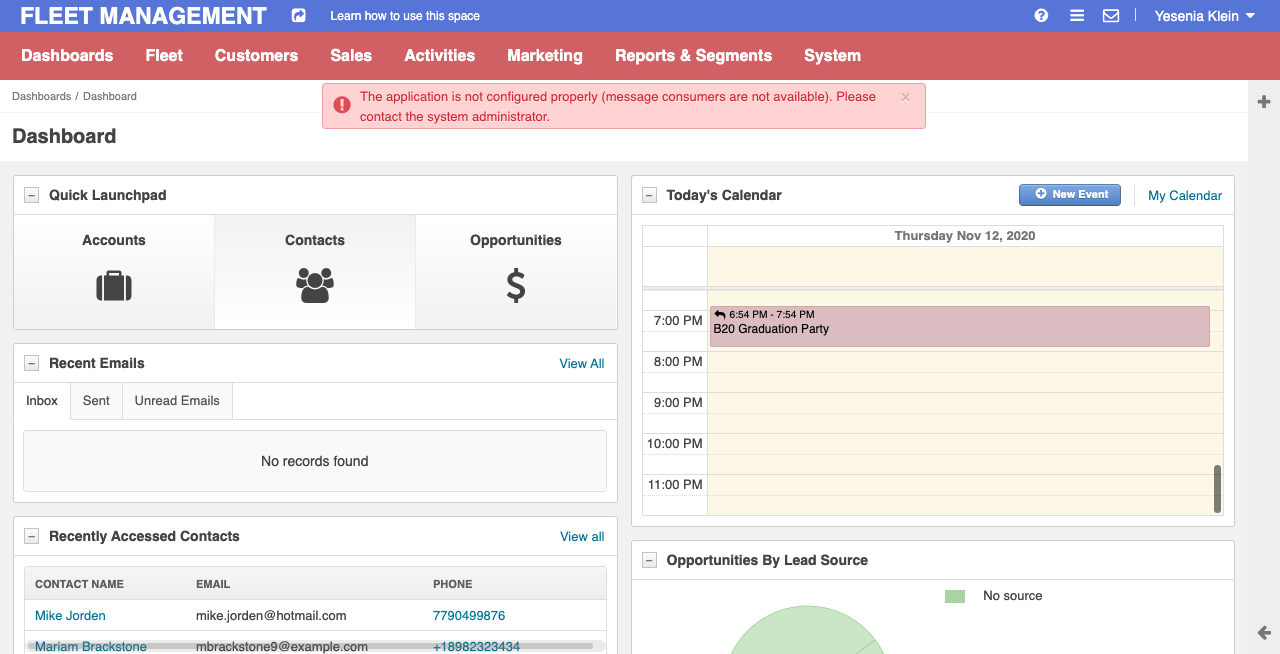 FLEET MANAGEMENT
Learn how to use this space
Yesenia Klein
Dashboards
Fleet
Customers
Sales
Activities
Marketing
Reports & Segments
System
Dashboards / Dashboard
The application is not configured properly (message consumers are not available). Please
contact the system administrator.
×
Dashboard
Quick Launchpad
Accounts
Contacts
Opportunities
Recent Emails
View All
Inbox
Sent
Unread Emails
No records found
Recently Accessed Contacts
View all
CONTACT NAME EMAIL PHONE
Mike Jorden mike.jorden@hotmail.com 7790499876
Mariam Brackstone mbrackstone9@example.com +18982323434
Today's Calendar
New Event
My Calendar
Thursday Nov 12, 2020
7:00 PM
6:54 PM - 7:54 PM
B20 Graduation Party
8:00 PM
9:00 PM
10:00 PM
11:00 PM
Opportunities By Lead Source
No source